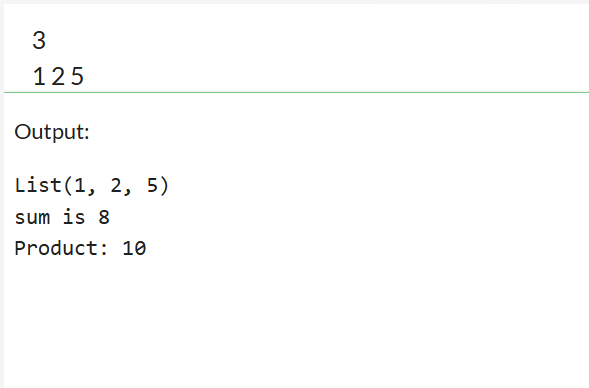 3
1 2 5
Output:
List(1, 2, 5)
sum is 8
Product: 10